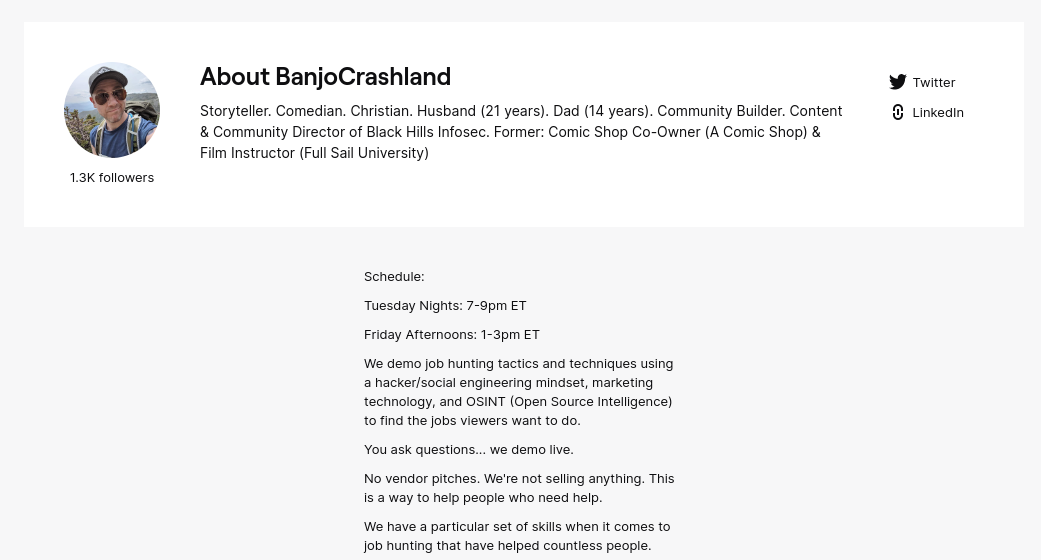 About BanjoCrashland
Storyteller. Comedian. Christian. Husband (21 years). Dad (14 years). Community Builder. Content
& Community Director of Black Hills Infosec. Former: Comic Shop Co-Owner (A Comic Shop) &
Film Instructor (Full Sail University)
1.3K followers
Twitter
LinkedIn
Schedule:
Tuesday Nights: 7-9pm ET
Friday Afternoons: 1-3pm ET
We demo job hunting tactics and techniques using
a hacker/social engineering mindset, marketing
technology, and OSINT (Open Source Intelligence)
to find the jobs viewers want to do.
You ask questions... we demo live.
No vendor pitches. We're not selling anything. This
is a way to help people who need help.
We have a particular set of skills when it comes to
job hunting that have helped countless people.